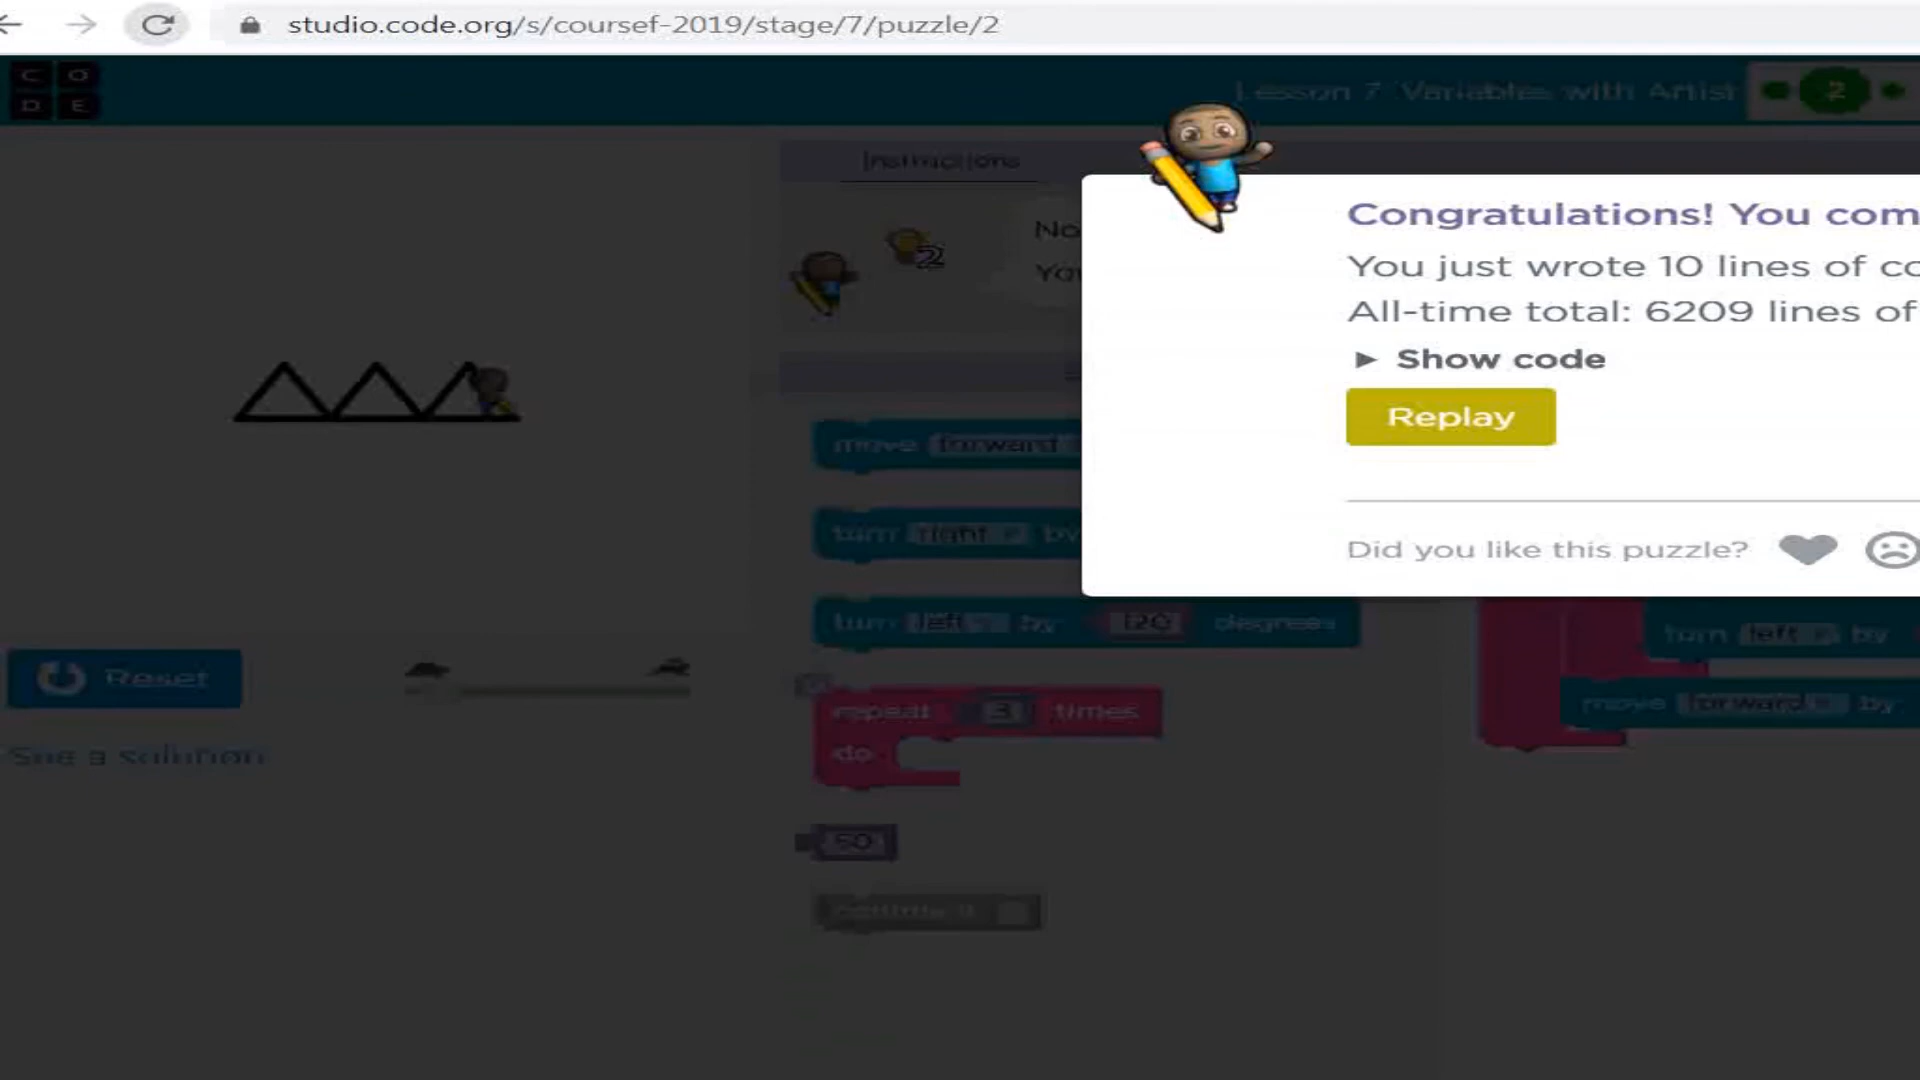 studio.code.org/s/coursef-2019/stage/7/puzzle/2
C O
D E
Lesson 7: Variables with Artist
2
Instructions
2
No
Yo
Congratulations! You com
You just wrote 10 lines of co
All-time total: 6209 lines of
► Show code
Replay
Did you like this puzzle?
move forward
turn right by
turn left by 120 degrees
repeat 3 times
do
50
turn left by
move forward by
Reset
See a solution